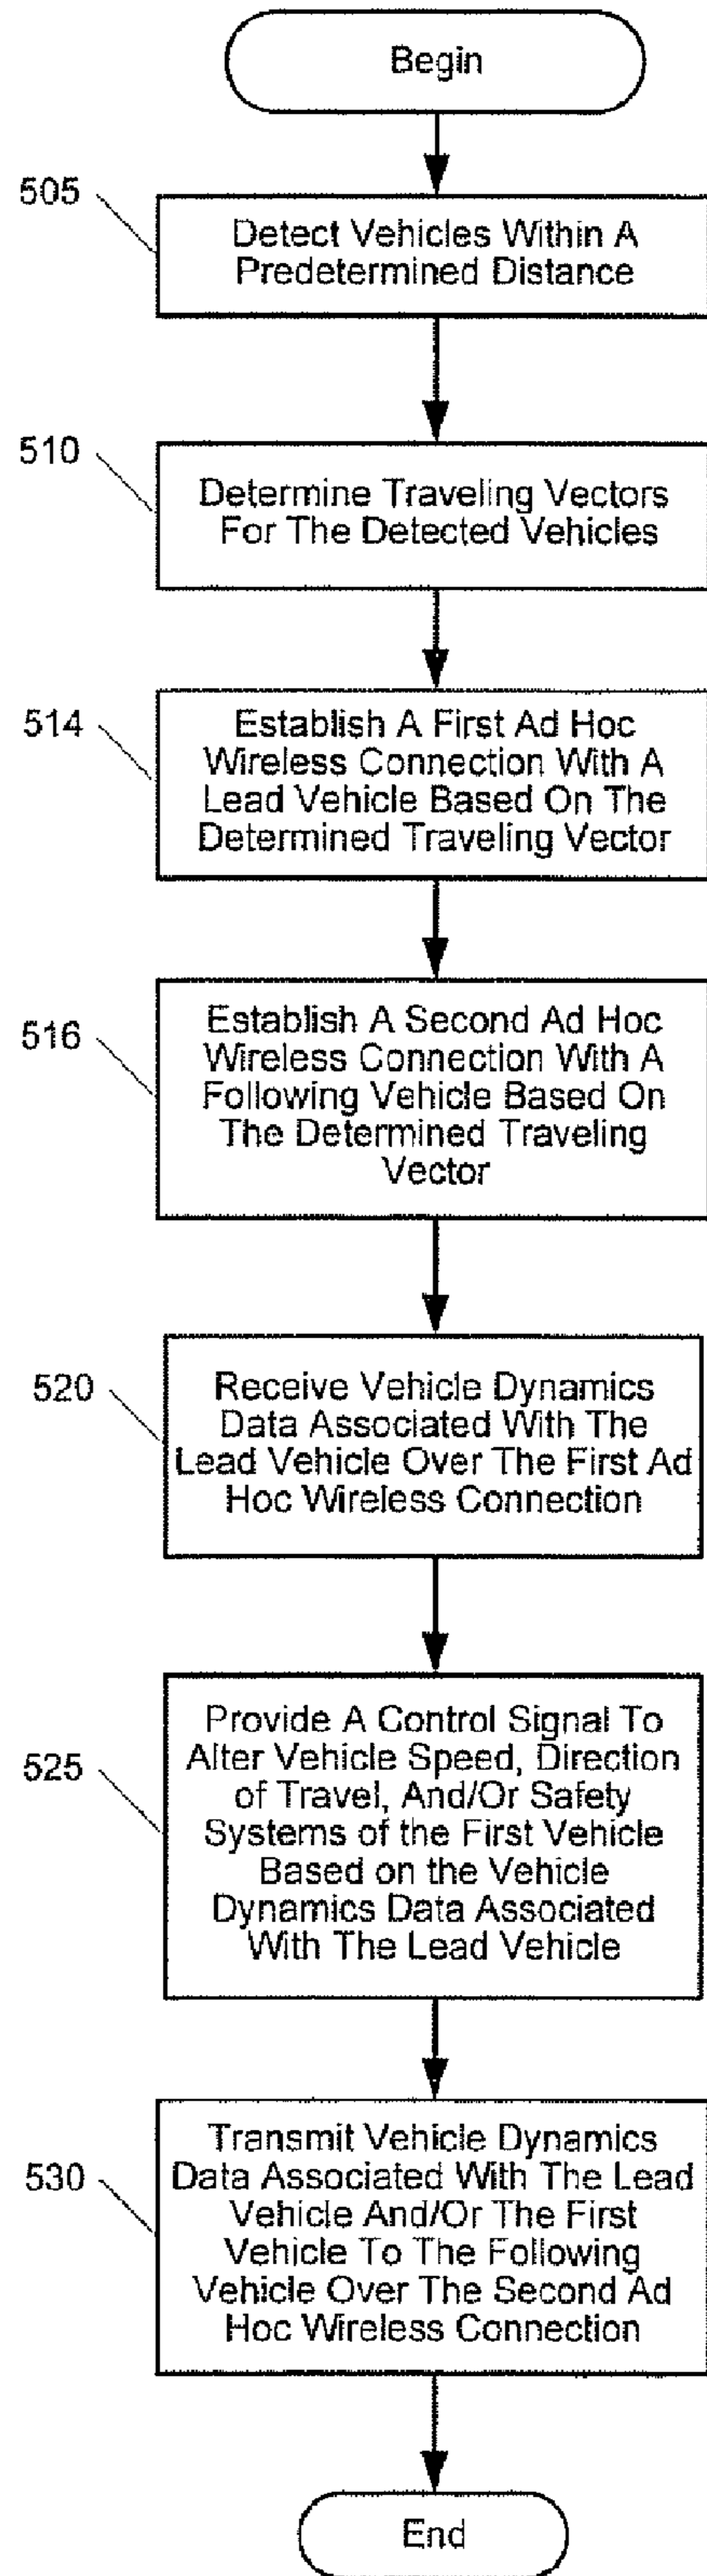 Begin
505
Detect Vehicles Within A
Predetermined Distance
510
Determine Traveling Vectors
For The Detected Vehicles
514
Establish A First Ad Hoc
Wireless Connection With A
Lead Vehicle Based On The
Determined Traveling Vector
516
Establish A Second Ad Hoc
Wireless Connection With A
Following Vehicle Based On
The Determined Traveling
Vector
520
Receive Vehicle Dynamics
Data Associated With The
Lead Vehicle Over The First Ad
Hoc Wireless Connection
525
Provide A Control Signal To
Alter Vehicle Speed, Direction
of Travel, And/Or Safety
Systems of the First Vehicle
Based on the Vehicle
Dynamics Data Associated
With The Lead Vehicle
530
Transmit Vehicle Dynamics
Data Associated With The Lead
Vehicle And/Or The First
Vehicle To The Following
Vehicle Over The Second Ad
Hoc Wireless Connection
End